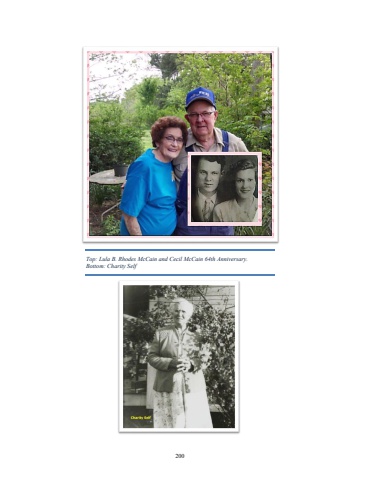 Top: Lula B. Rhodes McCain and Cecil McCain 64th Anniversary.
Bottom: Charity Self
Charity Self
200